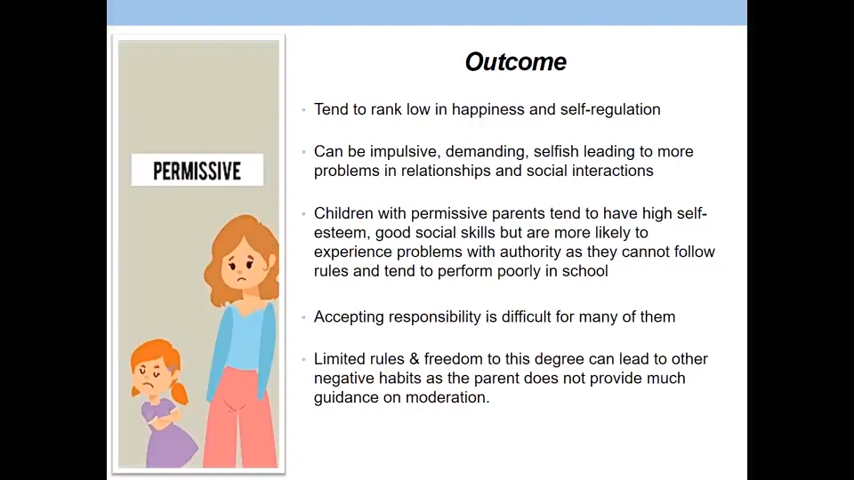 PERMISSIVE
Outcome
Tend to rank low in happiness and self-regulation
Can be impulsive, demanding, selfish leading to more
problems in relationships and social interactions
Children with permissive parents tend to have high self-
esteem, good social skills but are more likely to
experience problems with authority as they cannot follow
rules and tend to perform poorly in school
Accepting responsibility is difficult for many of them
Limited rules & freedom to this degree can lead to other
negative habits as the parent does not provide much
guidance on moderation.